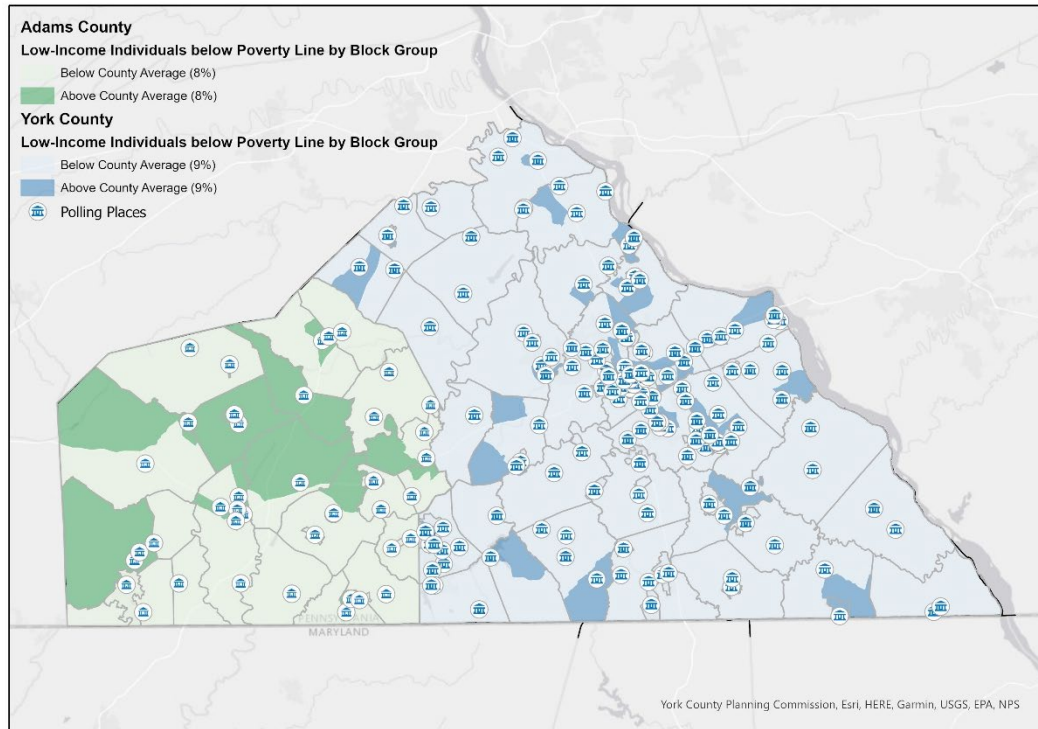 Adams County
Low-Income Individuals below Poverty Line by Block Group
Below County Average (8%)
Above County Average (8%)
York County
Low-Income Individuals below Poverty Line by Block Group
Below County Average (9%)
Above County Average (9%)
Polling Places
PENNSYLVANIA
MARYLAND
York County Planning Commission, Esri, HERE, Garmin, USGS, EPA, NPS